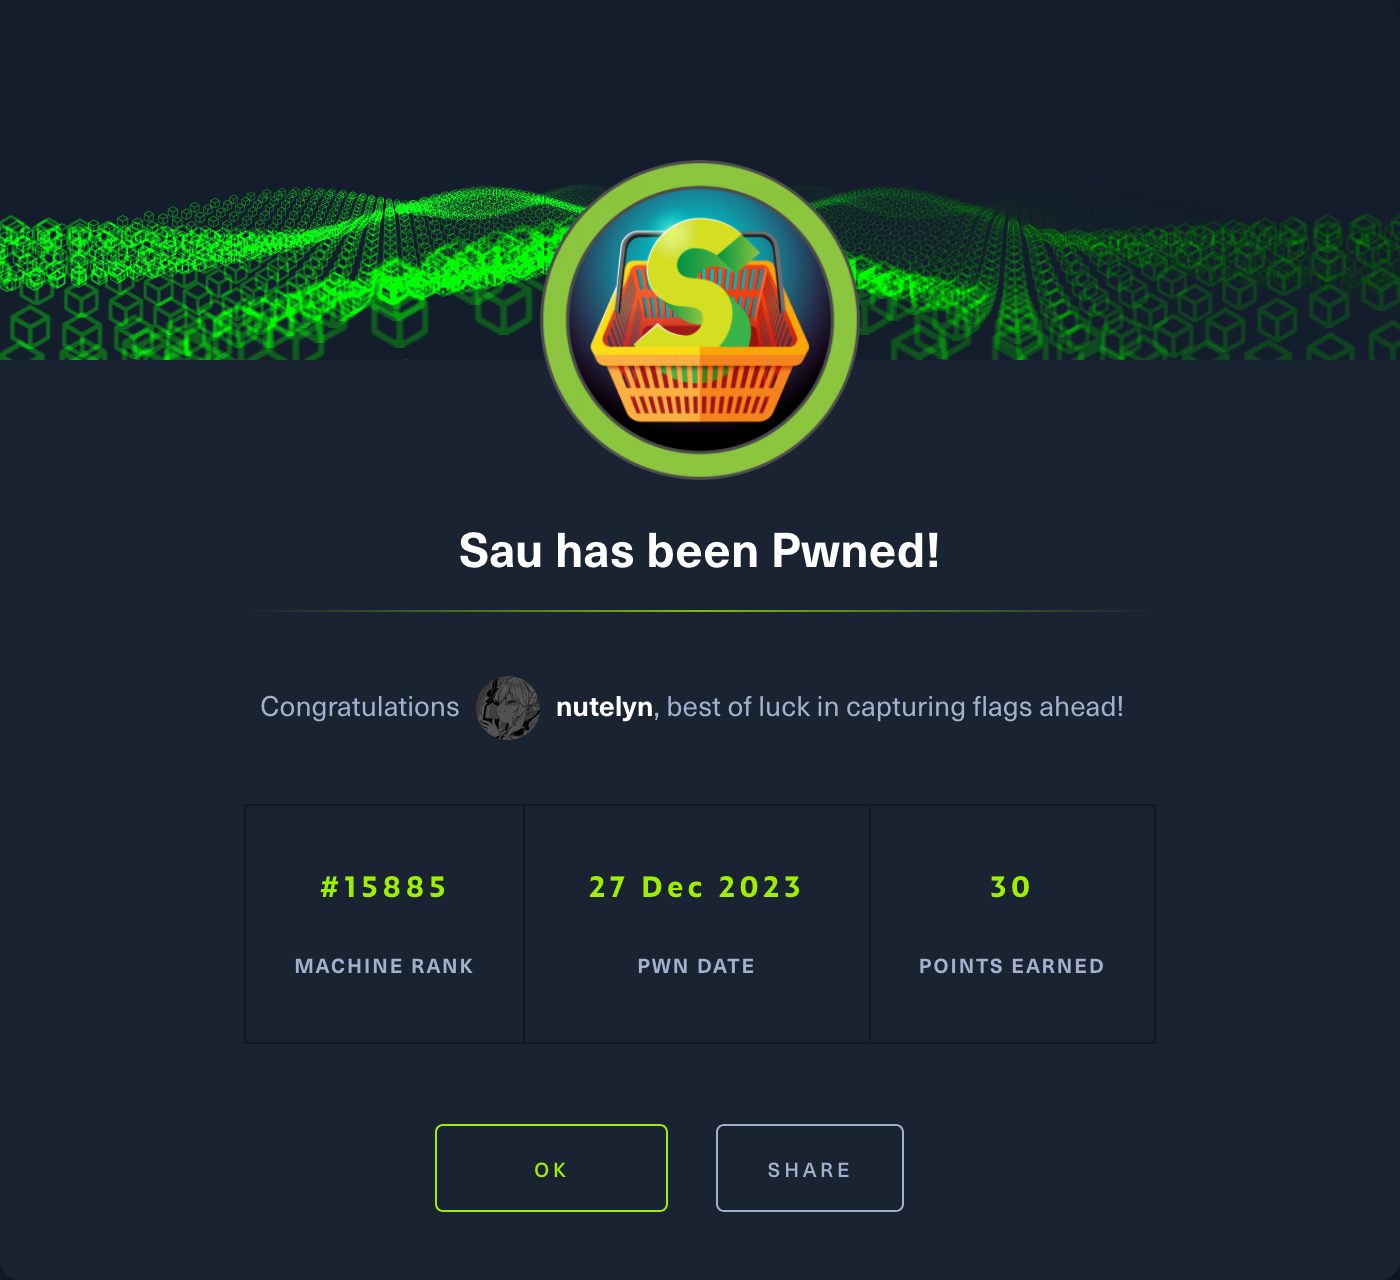 S
Sau has been Pwned!
Congratulations nutelyn, best of luck in capturing flags ahead!
#15885 27 Dec 2023 30
MACHINE RANK PWN DATE POINTS EARNED
OK SHARE